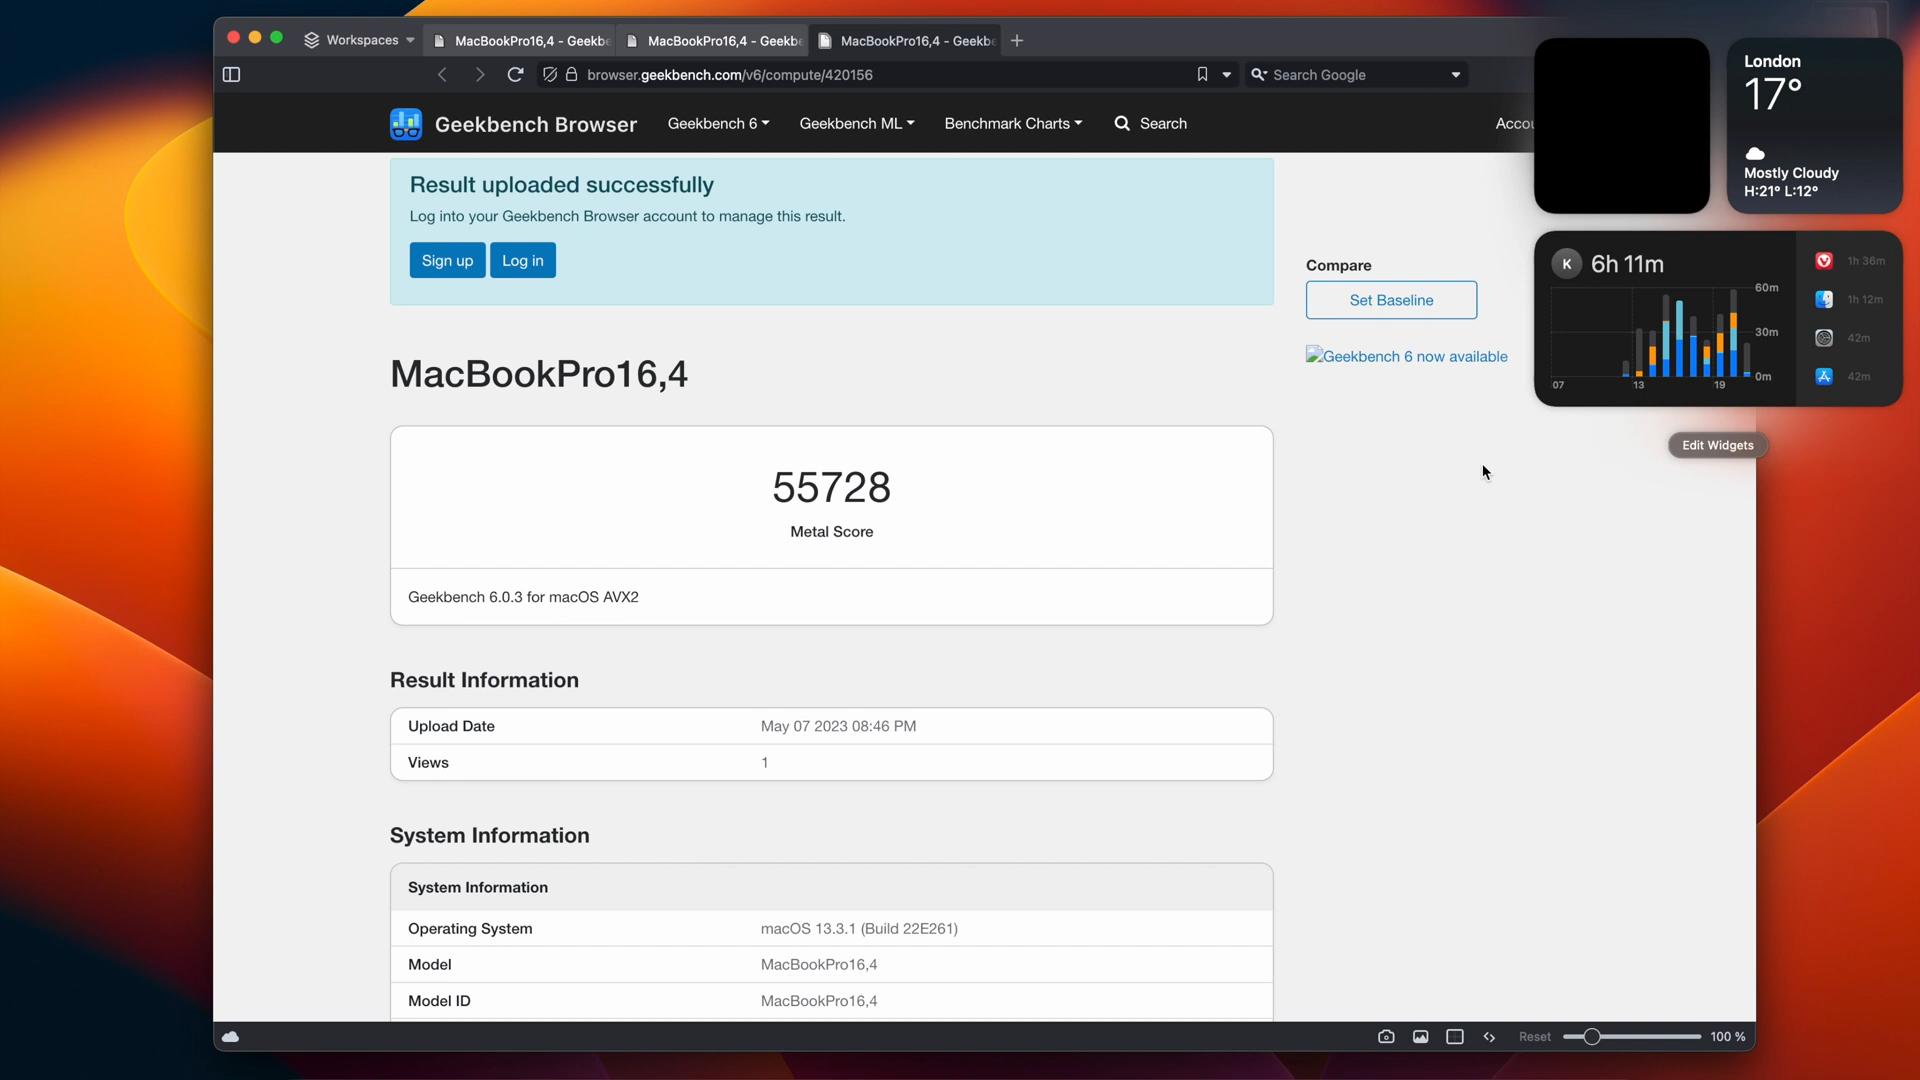 Workspaces
MacBookPro16,4 - Geekbe
MacBookPro16,4 - Geekbe
MacBookPro16,4 - Geekbe
browser.geekbench.com/v6/compute/420156
Search Google
Geekbench Browser
Geekbench 6
Geekbench ML
Benchmark Charts
Search
Accou
Result uploaded successfully
Log into your Geekbench Browser account to manage this result.
Sign up
Log in
Compare
Set Baseline
Geekbench 6 now available
MacBookPro16,4
55728
Metal Score
Geekbench 6.0.3 for macOS AVX2
Result Information
Upload Date
May 07 2023 08:46 PM
Views
1
System Information
System Information
Operating System
macOS 13.3.1 (Build 22E261)
Model
MacBookPro16,4
Model ID
MacBookPro16,4
Reset
100 %
London
17°
Mostly Cloudy
H:21° L:12°
K
6h 11m
60m
30m
0m
07
13
19
1h 36m
1h 12m
42m
42m
Edit Widgets